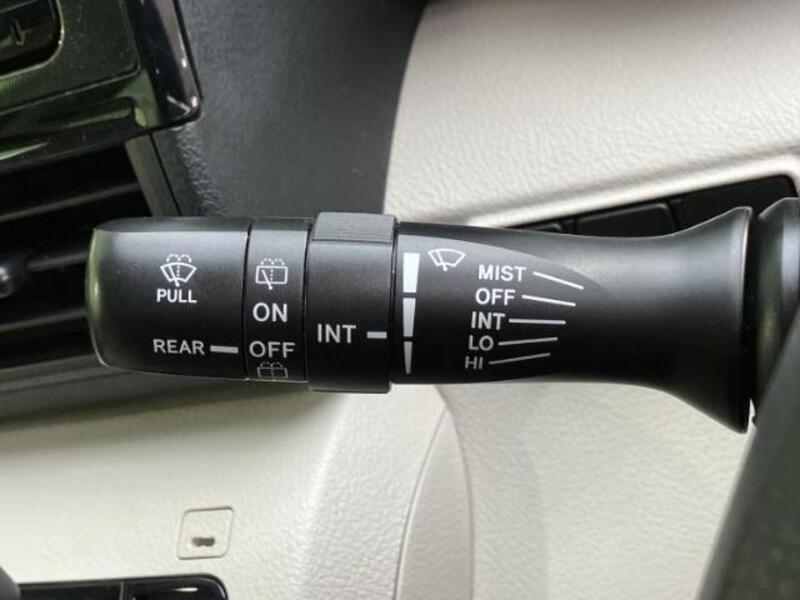 PULL
REAR
ON
OFF
INT
MIST
OFF
INT
LO
HI